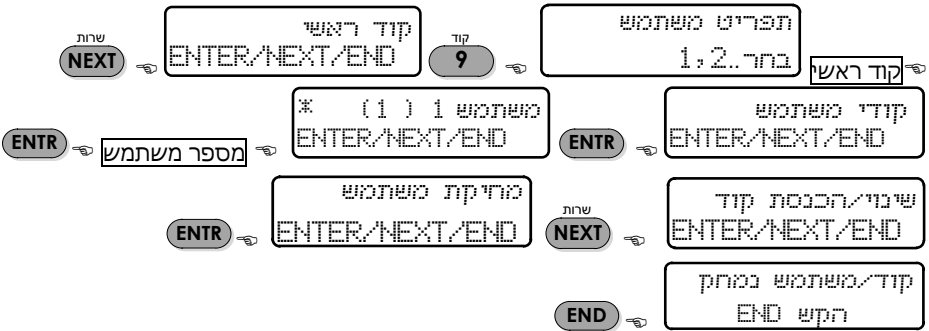 קוד ראשי
תפריט משתמש
בחר..1,2
קוד
9
קוד ראשי
ENTER/NEXT/END
שרות
NEXT
קודי משתמש
ENTER/NEXT/END
ENTR
משתמש 1 ( 1 ) *
ENTER/NEXT/END
מספר משתמש
ENTR
שינוי/הכנסת קוד
ENTER/NEXT/END
שרות
NEXT
מחיקת משתמש
ENTER/NEXT/END
ENTR
קוד/משתמש נמחק
הקש END
END